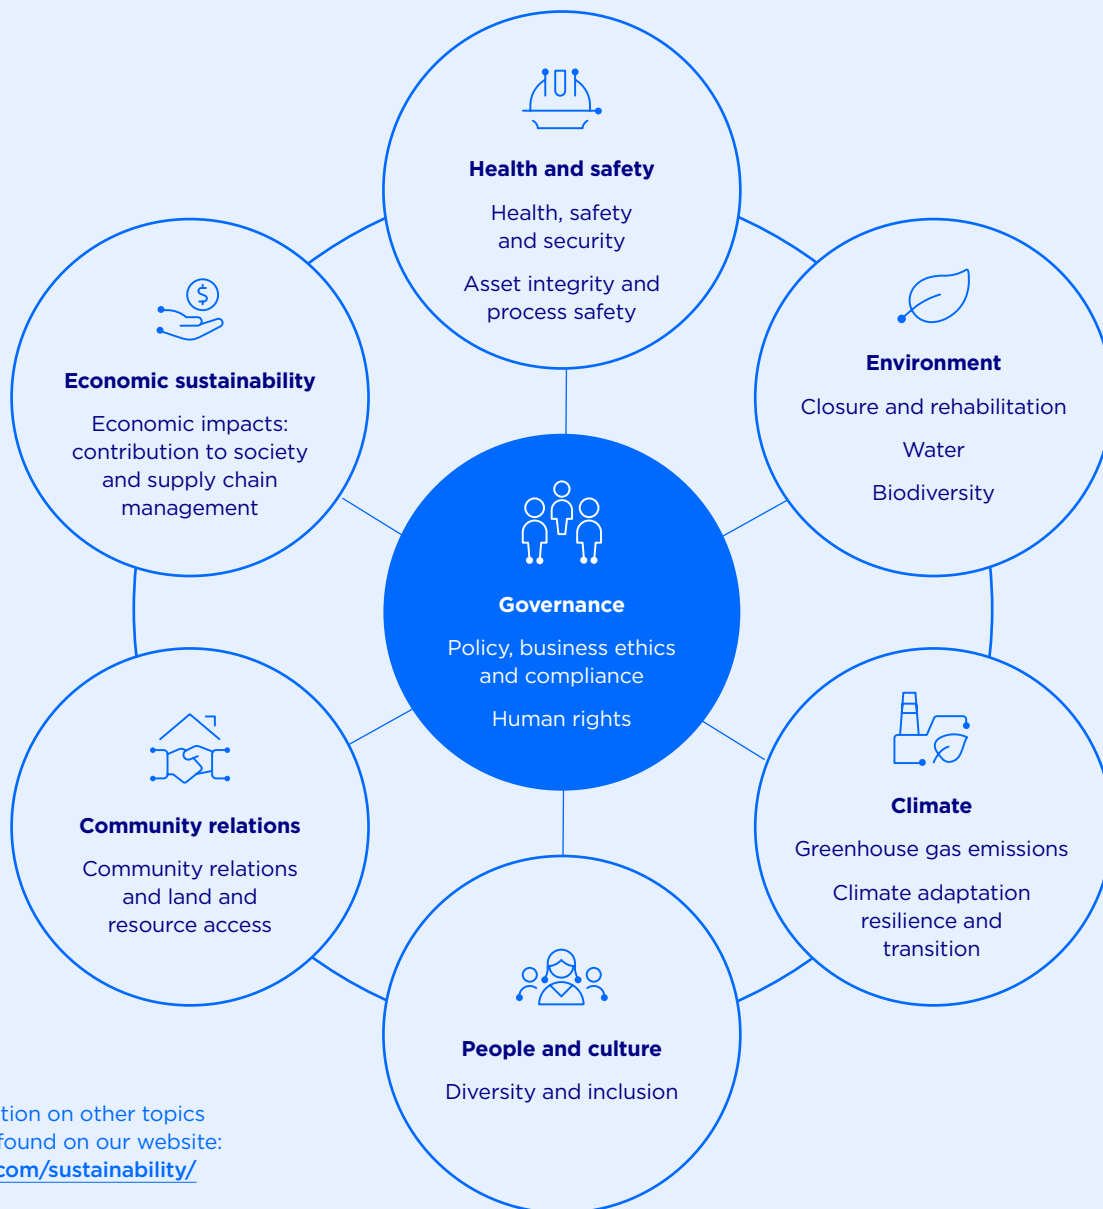 Health and safety
Health, safety
and security
Asset integrity and
process safety
$
Economic sustainability
Economic impacts:
contribution to society
and supply chain
management
Environment
Closure and rehabilitation
Water
Biodiversity
Governance
Policy, business ethics
and compliance
Human rights
Community relations
Community relations
and land and
resource access
Climate
Greenhouse gas emissions
Climate adaptation
resilience and
transition
People and culture
Diversity and inclusion
tion on other topics
found on our website:
com/sustainability/